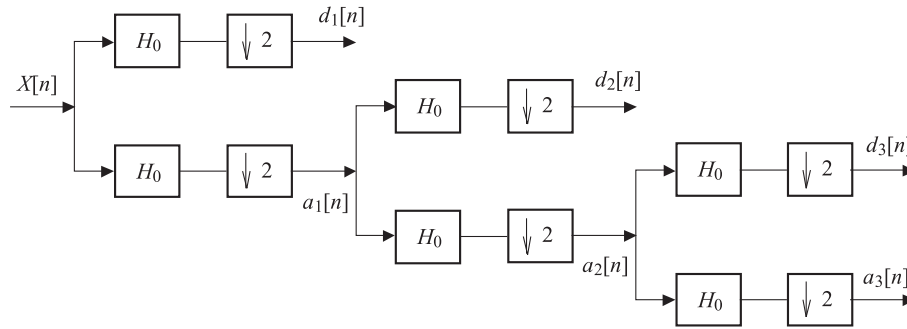 d₁[n]
H₀ ↓ 2
X[n]
d₂[n]
H₀ ↓ 2
d₃[n]
H₀ ↓ 2
H₀ ↓ 2
a₁[n]
H₀ ↓ 2
a₂[n]
a₃[n]
H₀ ↓ 2